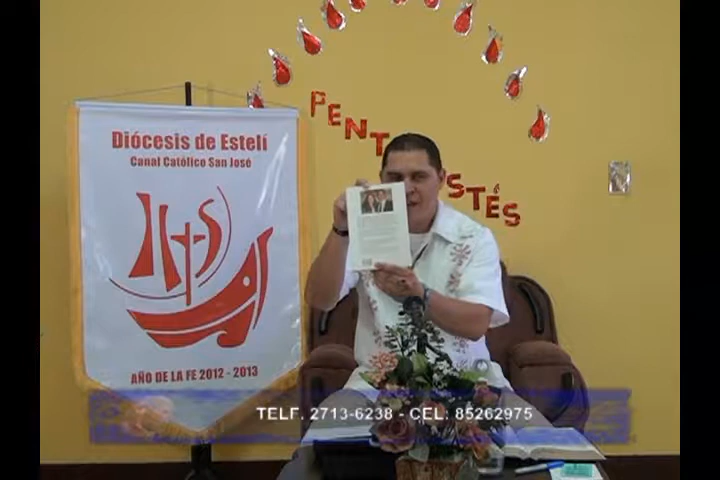 PENTECOSTÉS
Diócesis de Estelí
Canal Católico San José
AÑO DE LA FE 2012 - 2013
TELF. 2713-6238 - CEL: 85262975